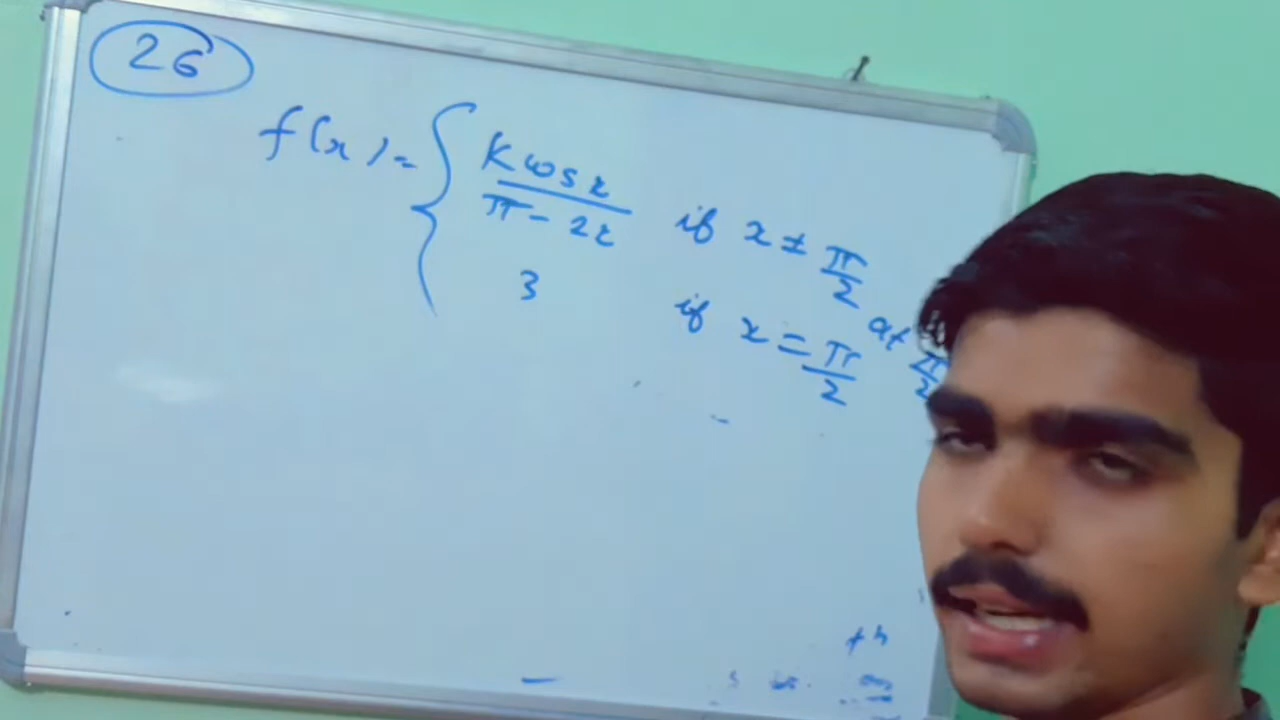 26
f(x) = { K cos x / π - 2x if x ≠ π/2
3 if x = π/2 at π/2